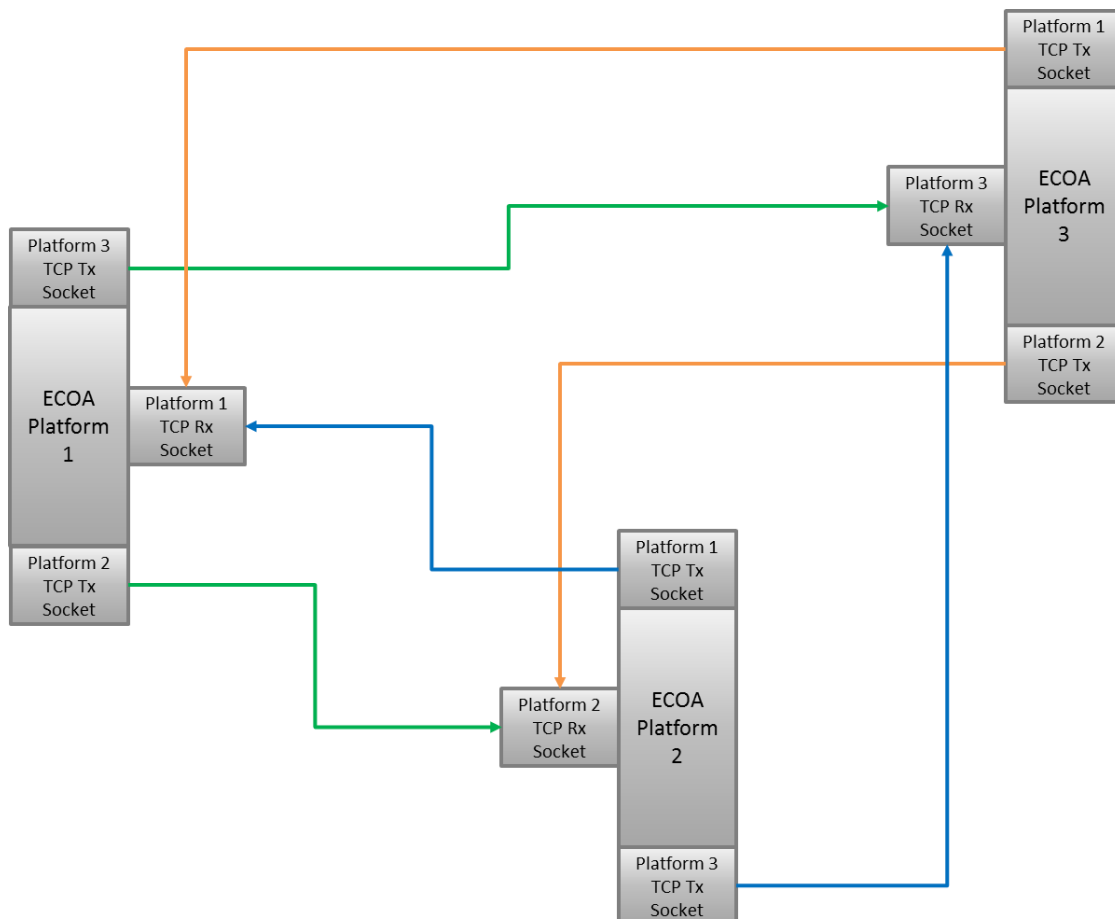 Platform 1
TCP Tx
Socket
ECOA
Platform
3
Platform 3
TCP Rx
Socket
Platform 2
TCP Tx
Socket
Platform 3
TCP Tx
Socket
ECOA
Platform
1
Platform 1
TCP Rx
Socket
Platform 2
TCP Tx
Socket
Platform 1
TCP Tx
Socket
ECOA
Platform
2
Platform 2
TCP Rx
Socket
Platform 3
TCP Tx
Socket